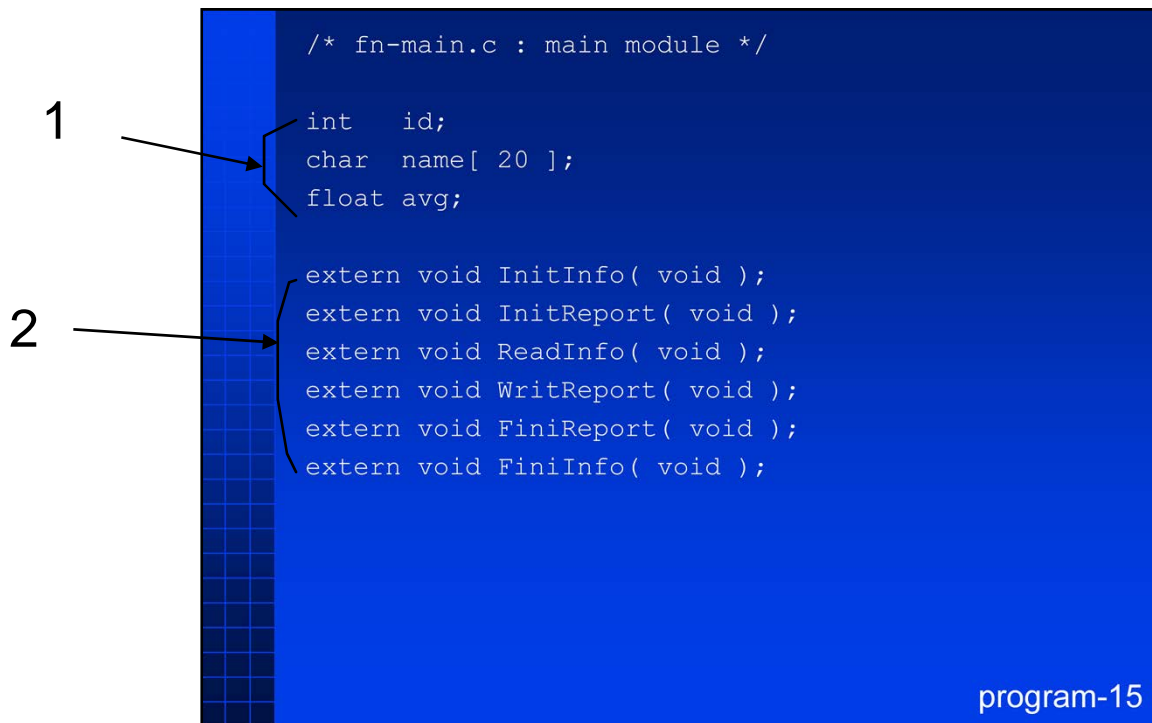 /* fn-main.c : main module */
1
int   id;
char  name[ 20 ];
float avg;
2
extern void InitInfo( void );
extern void InitReport( void );
extern void ReadInfo( void );
extern void WritReport( void );
extern void FiniReport( void );
extern void FiniInfo( void );
program-15